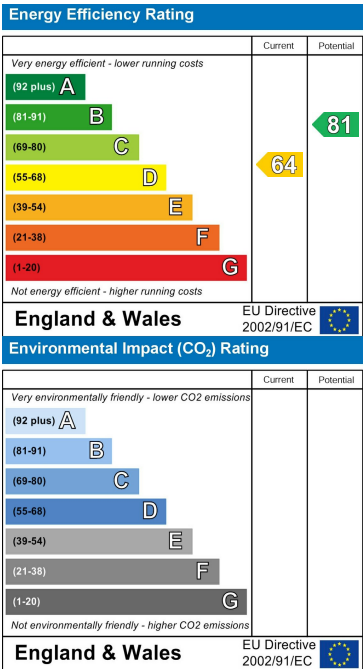 Energy Efficiency Rating
Current Potential
Very energy efficient - lower running costs
(92 plus) A
(81-91) B
81
(69-80) C
64
(55-68) D
(39-54) E
(21-38) F
(1-20) G
Not energy efficient - higher running costs
England & Wales
EU Directive
2002/91/EC
Environmental Impact (CO₂) Rating
Current Potential
Very environmentally friendly - lower CO2 emissions
(92 plus) A
(81-91) B
(69-80) C
(55-68) D
(39-54) E
(21-38) F
(1-20) G
Not environmentally friendly - higher CO2 emissions
England & Wales
EU Directive
2002/91/EC